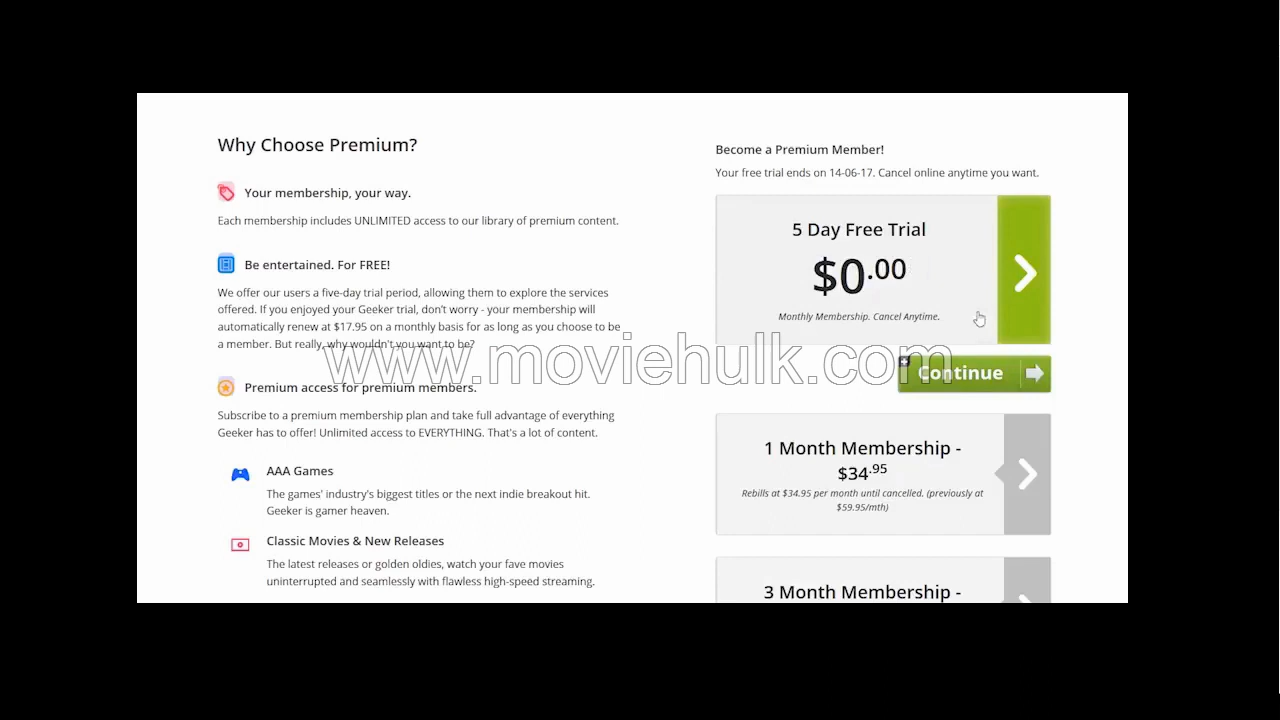 Why Choose Premium?
Your membership, your way.
Each membership includes UNLIMITED access to our library of premium content.
Be entertained. For FREE!
We offer our users a five-day trial period, allowing them to explore the services
offered. If you enjoyed your Geeker trial, don't worry - your membership will
automatically renew at $17.95 on a monthly basis for as long as you choose to be
a member. But really, why wouldn't you want to be?
Premium access for premium members.
Subscribe to a premium membership plan and take full advantage of everything
Geeker has to offer! Unlimited access to EVERYTHING. That's a lot of content.
AAA Games
The games' industry's biggest titles or the next indie breakout hit.
Geeker is gamer heaven.
Classic Movies & New Releases
The latest releases or golden oldies, watch your fave movies
uninterrupted and seamlessly with flawless high-speed streaming.
Become a Premium Member!
Your free trial ends on 14-06-17. Cancel online anytime you want.
5 Day Free Trial
$0.00
Monthly Membership. Cancel Anytime.
www.moviehulk.com
Continue
1 Month Membership -
$34.95
Rebills at $34.95 per month until cancelled. (previously at
$59.95/mth)
3 Month Membership -